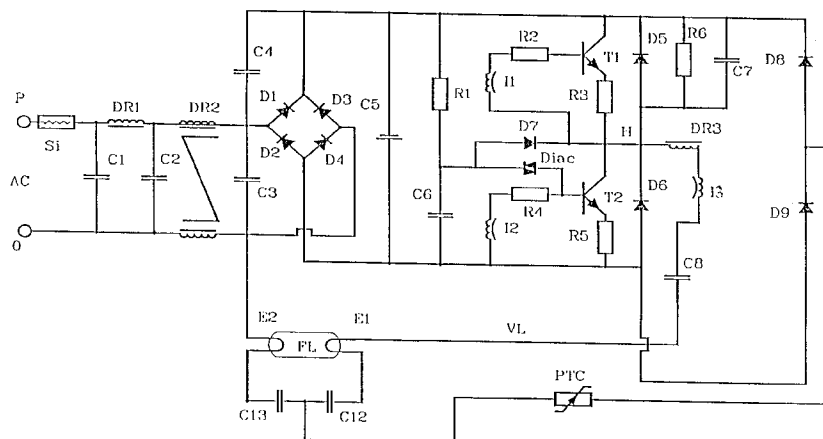 R2
T1
D5
R6
C7
D8
C4
P
DR1
DR2
D1
D3
C5
R1
I1
R3
Si
D7
H
DR3
C1
C2
D2
D4
Diac
AC
C3
C6
R4
T2
D6
I3
D9
I2
R5
0
C8
E2
E1
VL
FL
PTC
C13
C12